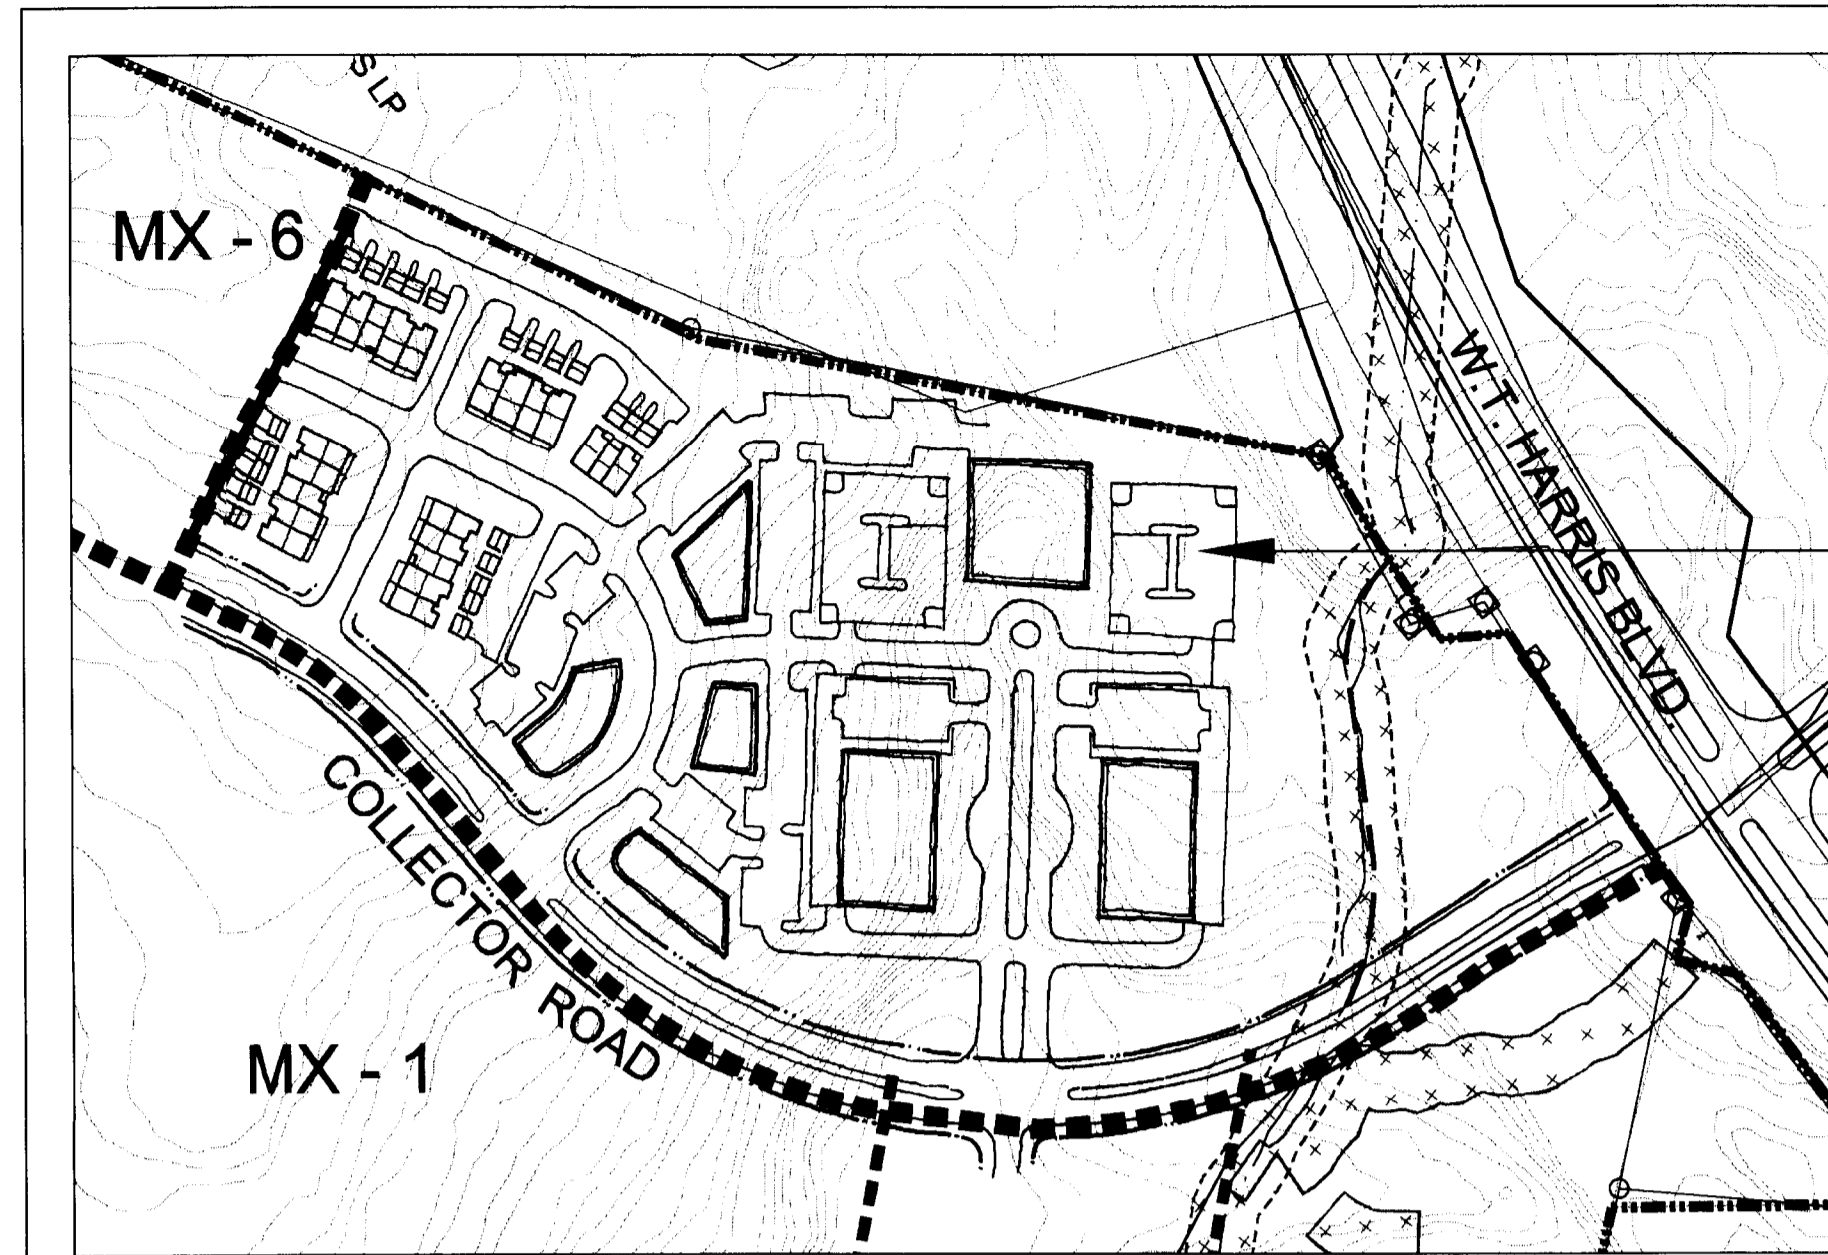 S LP
MX - 6
W.T. HARRIS BLVD.
COLLECTOR ROAD
MX - 1